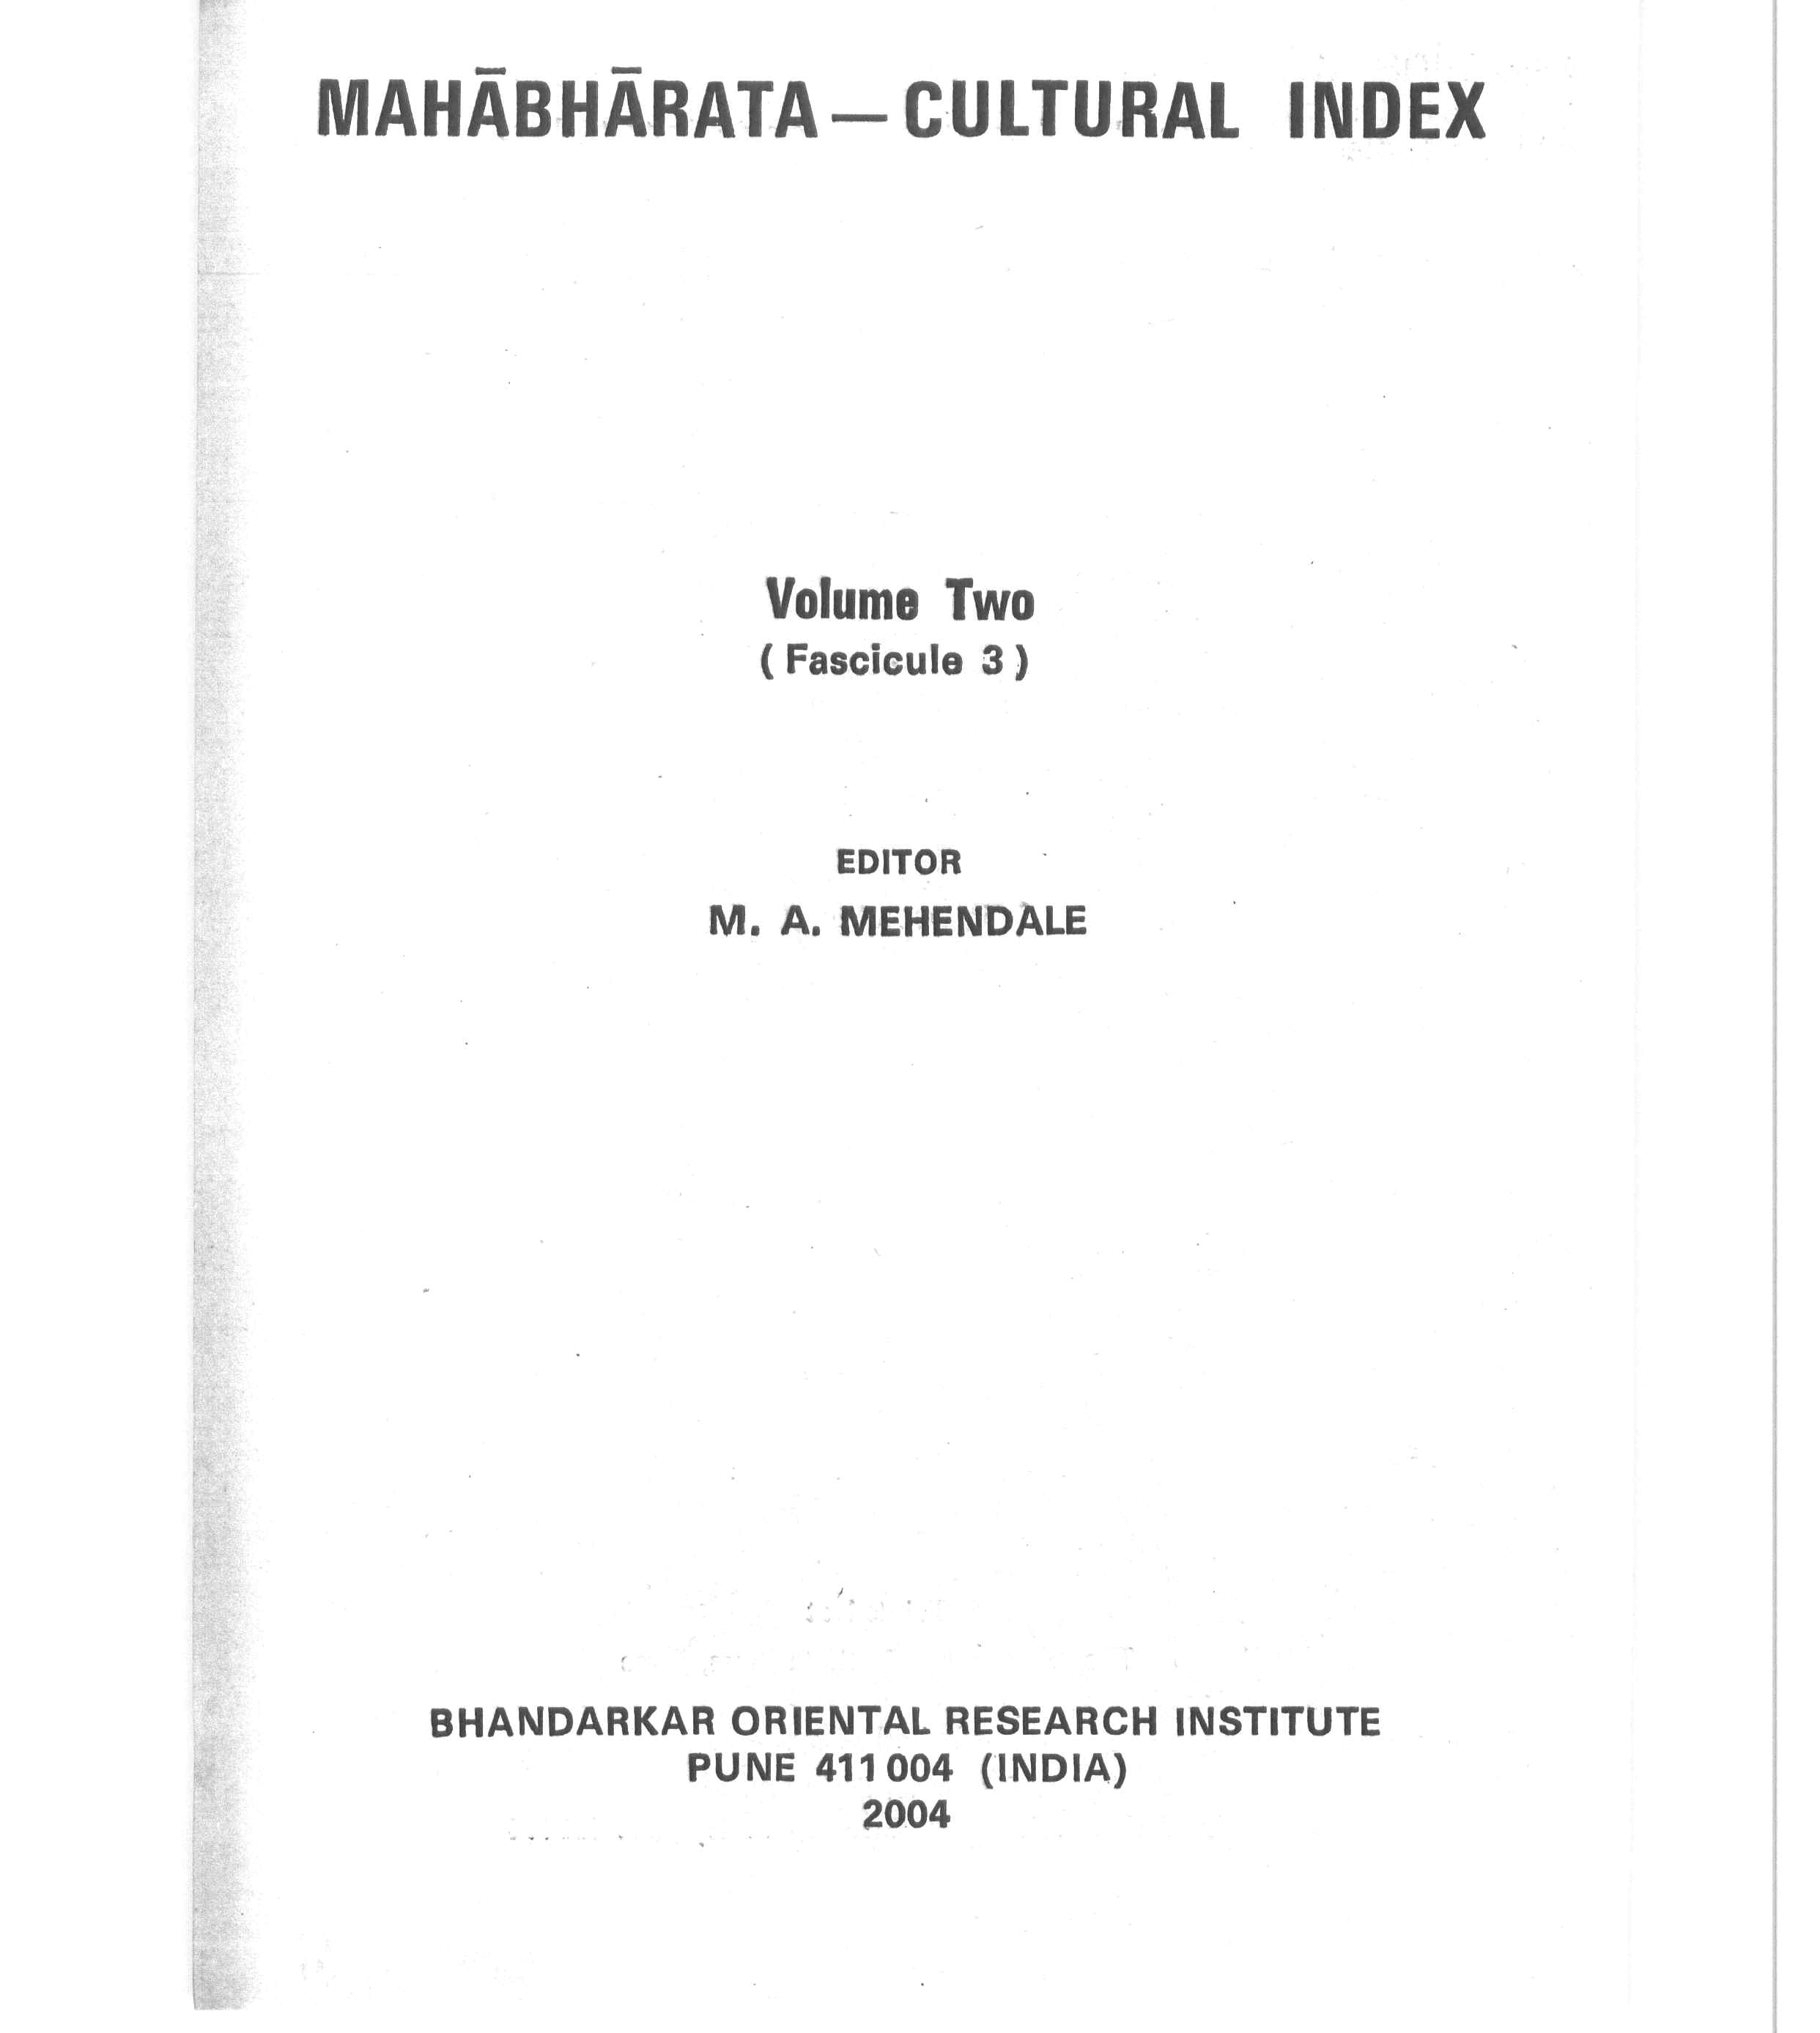 MAHĀBHĀRATA — CULTURAL INDEX
Volume Two
( Fascicule 3 )
EDITOR
M. A. MEHENDALE
BHANDARKAR ORIENTAL RESEARCH INSTITUTE
PUNE 411 004 (INDIA)
2004